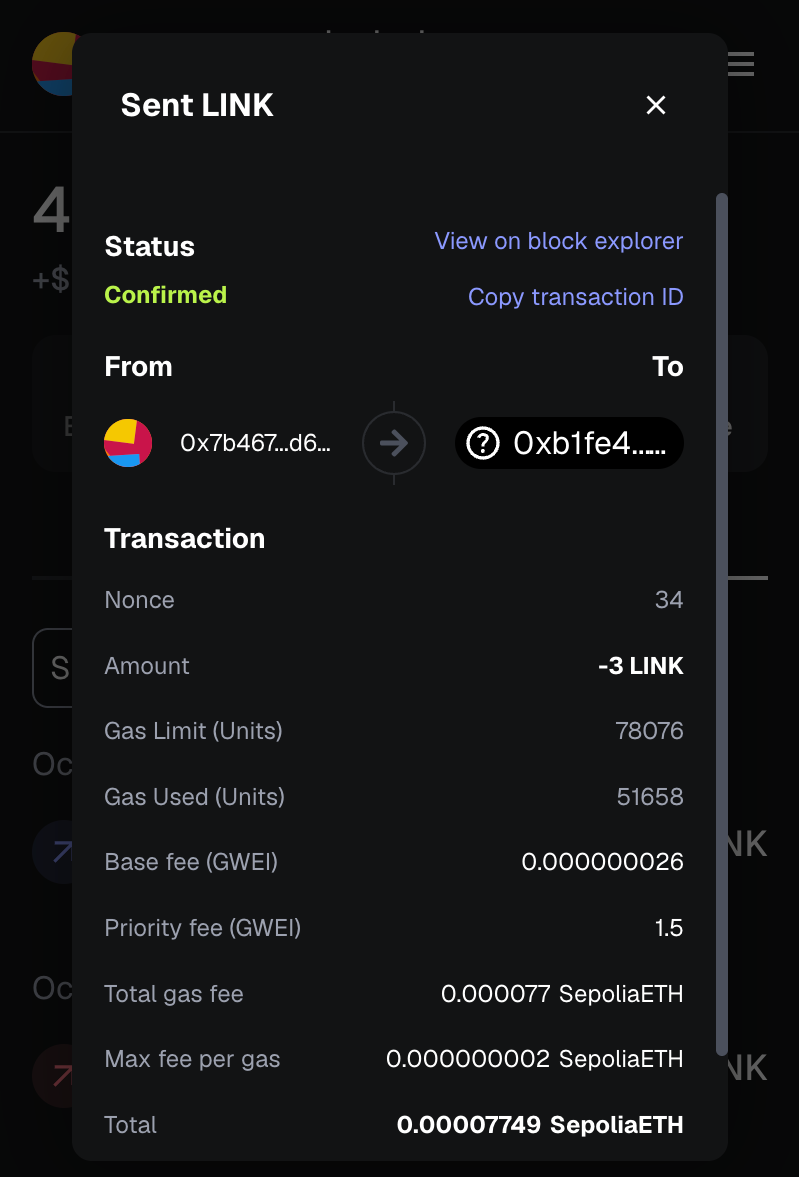 Sent LINK
Status
View on block explorer
Confirmed
Copy transaction ID
From
To
0x7b467...d6...
0xb1fe4......
Transaction
Nonce
34
Amount
-3 LINK
Gas Limit (Units)
78076
Gas Used (Units)
51658
Base fee (GWEI)
0.000000026
Priority fee (GWEI)
1.5
Total gas fee
0.000077 SepoliaETH
Max fee per gas
0.000000002 SepoliaETH
Total
0.00007749 SepoliaETH
4
+$
S
Oc
NK
Oc
NK